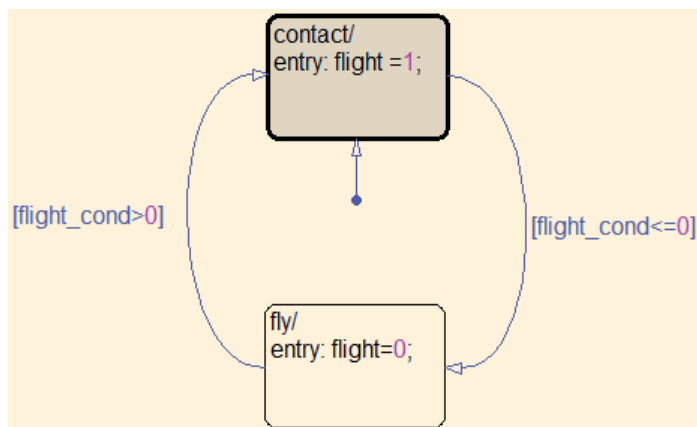 contact/
entry: flight =1;
[flight_cond>0]
[flight_cond<=0]
fly/
entry: flight=0;